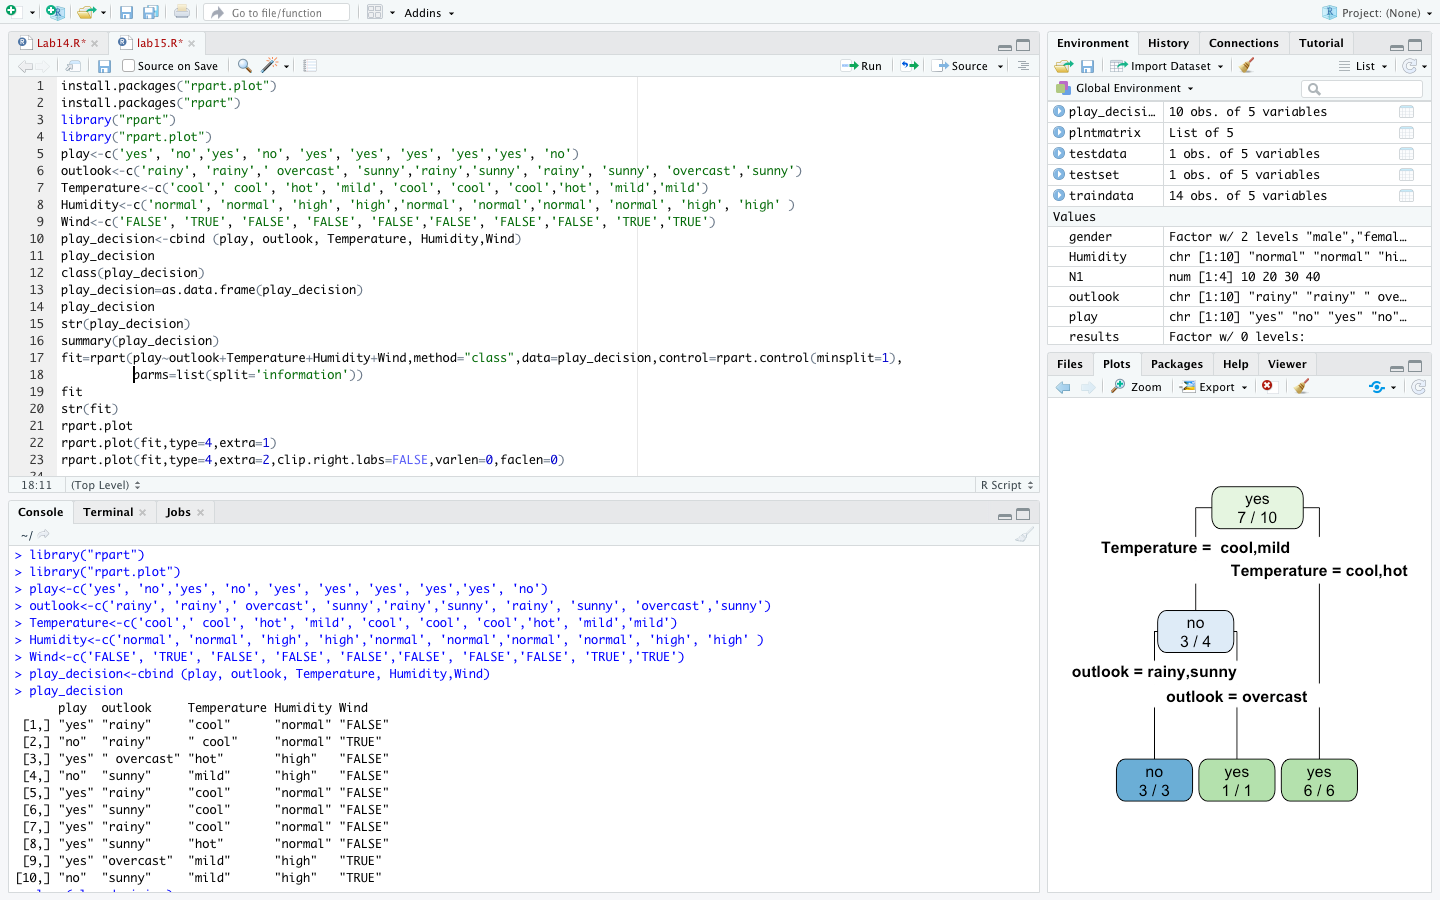 Go to file/function
Addins
Project: (None)
Lab14.R*
lab15.R*
Source on Save
Run
Source
1 install.packages("rpart.plot")
2 install.packages("rpart")
3 library("rpart")
4 library("rpart.plot")
5 play<-c('yes', 'no','yes', 'no', 'yes', 'yes', 'yes', 'yes','yes', 'no')
6 outlook<-c('rainy', 'rainy',' overcast', 'sunny','rainy','sunny', 'rainy', 'sunny', 'overcast','sunny')
7 Temperature<-c('cool',' cool', 'hot', 'mild', 'cool', 'cool', 'cool','hot', 'mild','mild')
8 Humidity<-c('normal', 'normal', 'high', 'high','normal', 'normal','normal', 'normal', 'high', 'high' )
9 Wind<-c('FALSE', 'TRUE', 'FALSE', 'FALSE', 'FALSE','FALSE', 'FALSE','FALSE', 'TRUE','TRUE')
10 play_decision<-cbind (play, outlook, Temperature, Humidity,Wind)
11 play_decision
12 class(play_decision)
13 play_decision=as.data.frame(play_decision)
14 play_decision
15 str(play_decision)
16 summary(play_decision)
17 fit=rpart(play~outlook+Temperature+Humidity+Wind,method="class",data=play_decision,control=rpart.control(minsplit=1),
18 parms=list(split='information'))
19 fit
20 str(fit)
21 rpart.plot
22 rpart.plot(fit,type=4,extra=1)
23 rpart.plot(fit,type=4,extra=2,clip.right.labs=FALSE,varlen=0,faclen=0)
18:11 (Top Level) R Script
Console Terminal Jobs
~/
> library("rpart")
> library("rpart.plot")
> play<-c('yes', 'no','yes', 'no', 'yes', 'yes', 'yes', 'yes','yes', 'no')
> outlook<-c('rainy', 'rainy',' overcast', 'sunny','rainy','sunny', 'rainy', 'sunny', 'overcast','sunny')
> Temperature<-c('cool',' cool', 'hot', 'mild', 'cool', 'cool', 'cool','hot', 'mild','mild')
> Humidity<-c('normal', 'normal', 'high', 'high','normal', 'normal','normal', 'normal', 'high', 'high' )
> Wind<-c('FALSE', 'TRUE', 'FALSE', 'FALSE', 'FALSE','FALSE', 'FALSE','FALSE', 'TRUE','TRUE')
> play_decision<-cbind (play, outlook, Temperature, Humidity,Wind)
> play_decision
play outlook Temperature Humidity Wind
[1,] "yes" "rainy" "cool" "normal" "FALSE"
[2,] "no" "rainy" " cool" "normal" "TRUE"
[3,] "yes" " overcast" "hot" "high" "FALSE"
[4,] "no" "sunny" "mild" "high" "FALSE"
[5,] "yes" "rainy" "cool" "normal" "FALSE"
[6,] "yes" "sunny" "cool" "normal" "FALSE"
[7,] "yes" "rainy" "cool" "normal" "FALSE"
[8,] "yes" "sunny" "hot" "normal" "FALSE"
[9,] "yes" "overcast" "mild" "high" "TRUE"
[10,] "no" "sunny" "mild" "high" "TRUE"
Environment History Connections Tutorial
Import Dataset List
Global Environment
play_decisi… 10 obs. of 5 variables
plntmatrix List of 5
testdata 1 obs. of 5 variables
testset 1 obs. of 5 variables
traindata 14 obs. of 5 variables
Values
gender Factor w/ 2 levels "male","femal…
Humidity chr [1:10] "normal" "normal" "hi…
N1 num [1:4] 10 20 30 40
outlook chr [1:10] "rainy" "rainy" " ove…
play chr [1:10] "yes" "no" "yes" "no"…
results Factor w/ 0 levels:
Files Plots Packages Help Viewer
Zoom Export
yes
7 / 10
Temperature = cool,mild
Temperature = cool,hot
no
3 / 4
outlook = rainy,sunny
outlook = overcast
no
3 / 3
yes
1 / 1
yes
6 / 6